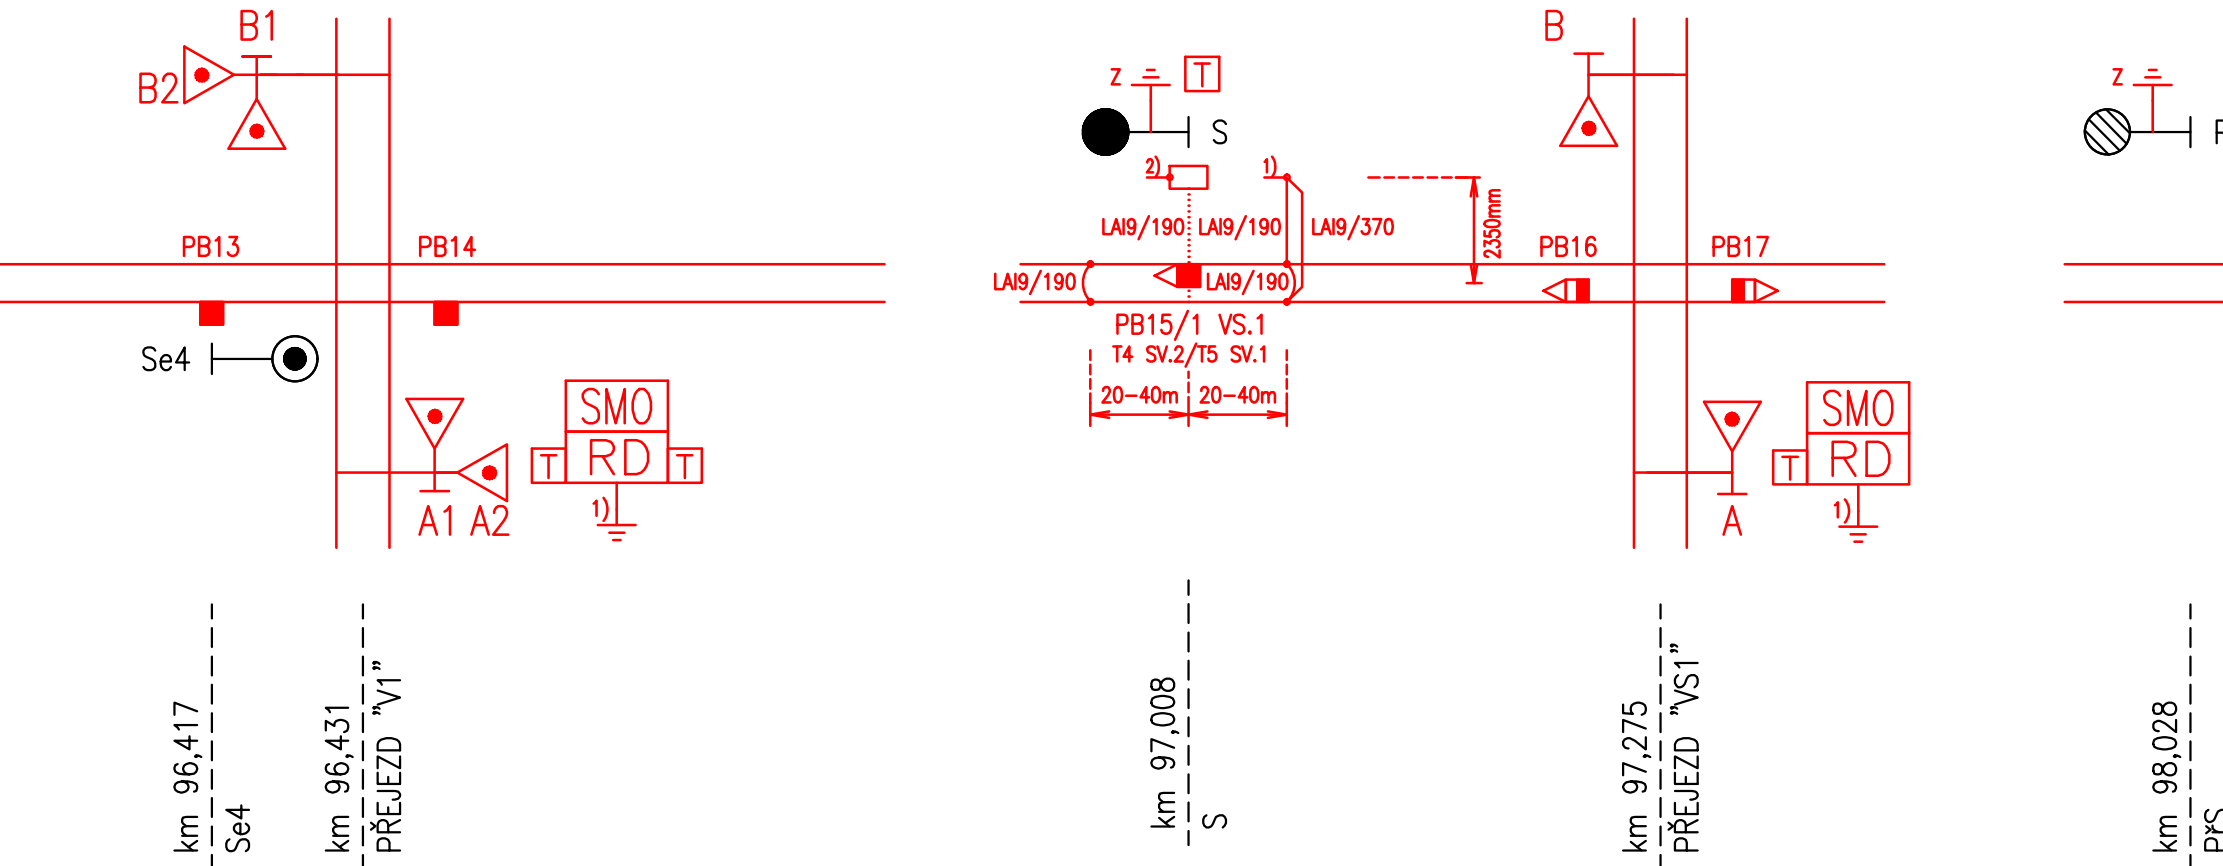 B1
B2
B
z
T
S
z
2)
1)
LAI9/190
LAI9/190
LAI9/370
2350mm
PB13
PB14
PB16
PB17
LAI9/190
LAI9/190
PB15/1 VS.1
T4 SV.2/T5 SV.1
20-40m
20-40m
Se4
SMO
T
RD
T
1)
A1
A2
SMO
T
RD
1)
A
km 96,417
Se4
km 96,431
PŘEJEZD "V1"
km 97,008
S
km 97,275
PŘEJEZD "VS1"
km 98,028
PřS